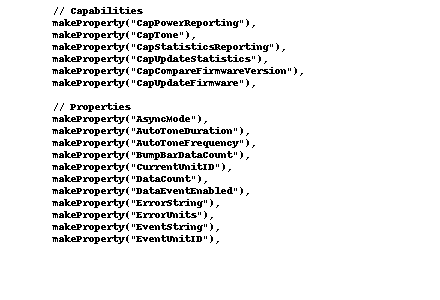 // Capabilities
makeProperty("CapPowerReporting"),
makeProperty("CapTone"),
makeProperty("CapStatisticsReporting"),
makeProperty("CapUpdateStatistics"),
makeProperty("CapCompareFirmwareVersion"),
makeProperty("CapUpdateFirmware"),
// Properties
makeProperty("AsyncMode"),
makeProperty("AutoToneDuration"),
makeProperty("AutoToneFrequency"),
makeProperty("BumpBarDataCount"),
makeProperty("CurrentUnitID"),
makeProperty("DataCount"),
makeProperty("DataEventEnabled"),
makeProperty("ErrorString"),
makeProperty("ErrorUnits"),
makeProperty("EventString"),
makeProperty("EventUnitID"),